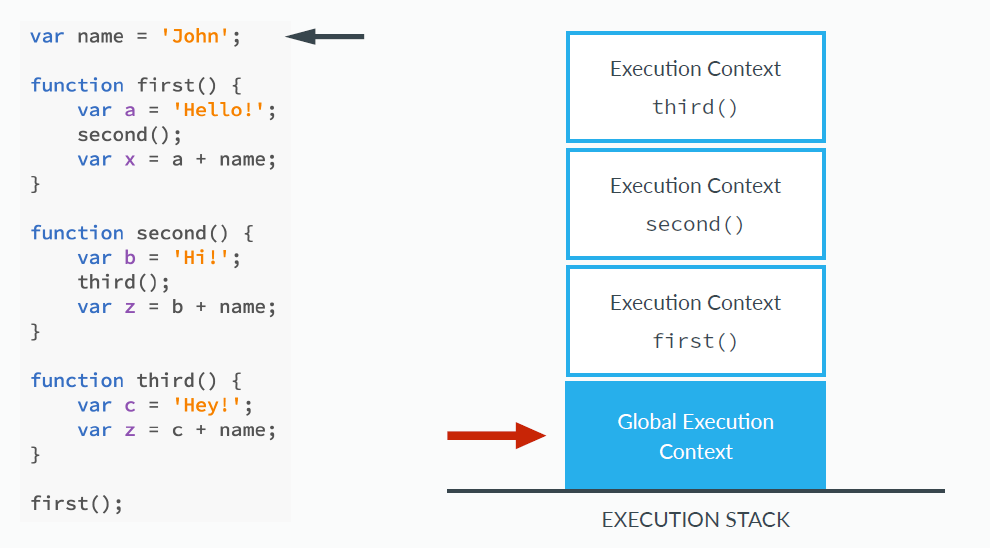 var name = 'John';
function first() {
var a = 'Hello!';
second();
var x = a + name;
}
function second() {
var b = 'Hi!';
third();
var z = b + name;
}
function third() {
var c = 'Hey!';
var z = c + name;
}
first();
Execution Context
third()
Execution Context
second()
Execution Context
first()
Global Execution
Context
EXECUTION STACK